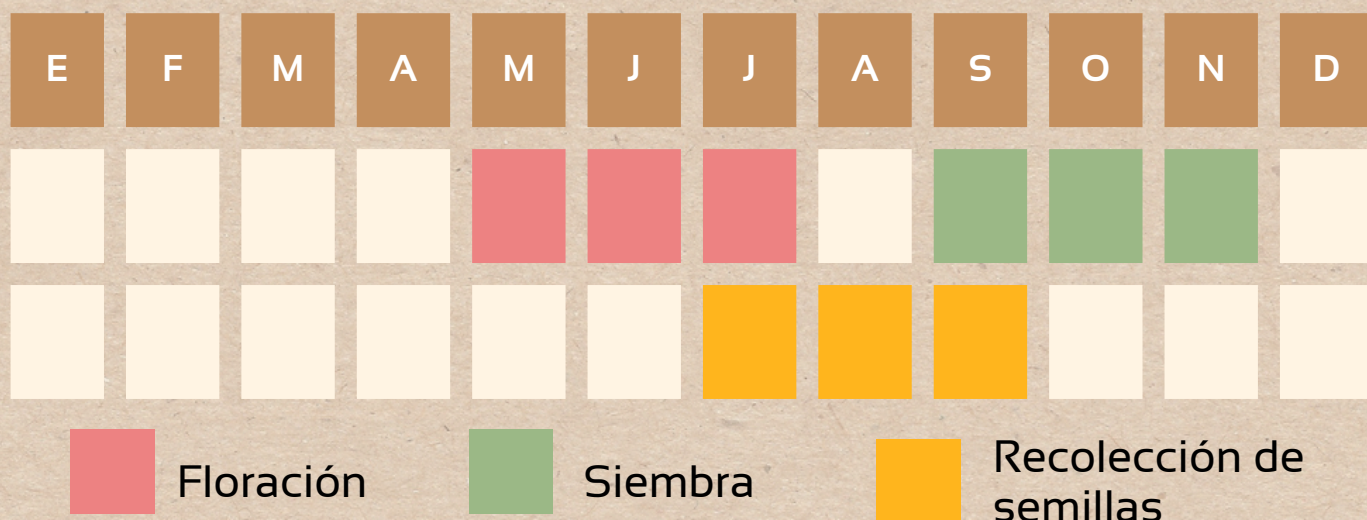 E F M A M J J A S O N D
Floración
Siembra
Recolección de
semillas